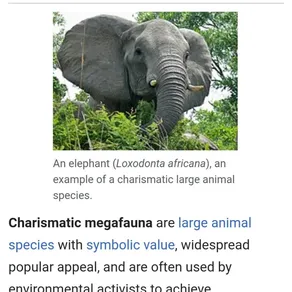 An elephant (Loxodonta africana), an
example of a charismatic large animal
species.
Charismatic megafauna are large animal
species with symbolic value, widespread
popular appeal, and are often used by
environmental activists to achieve